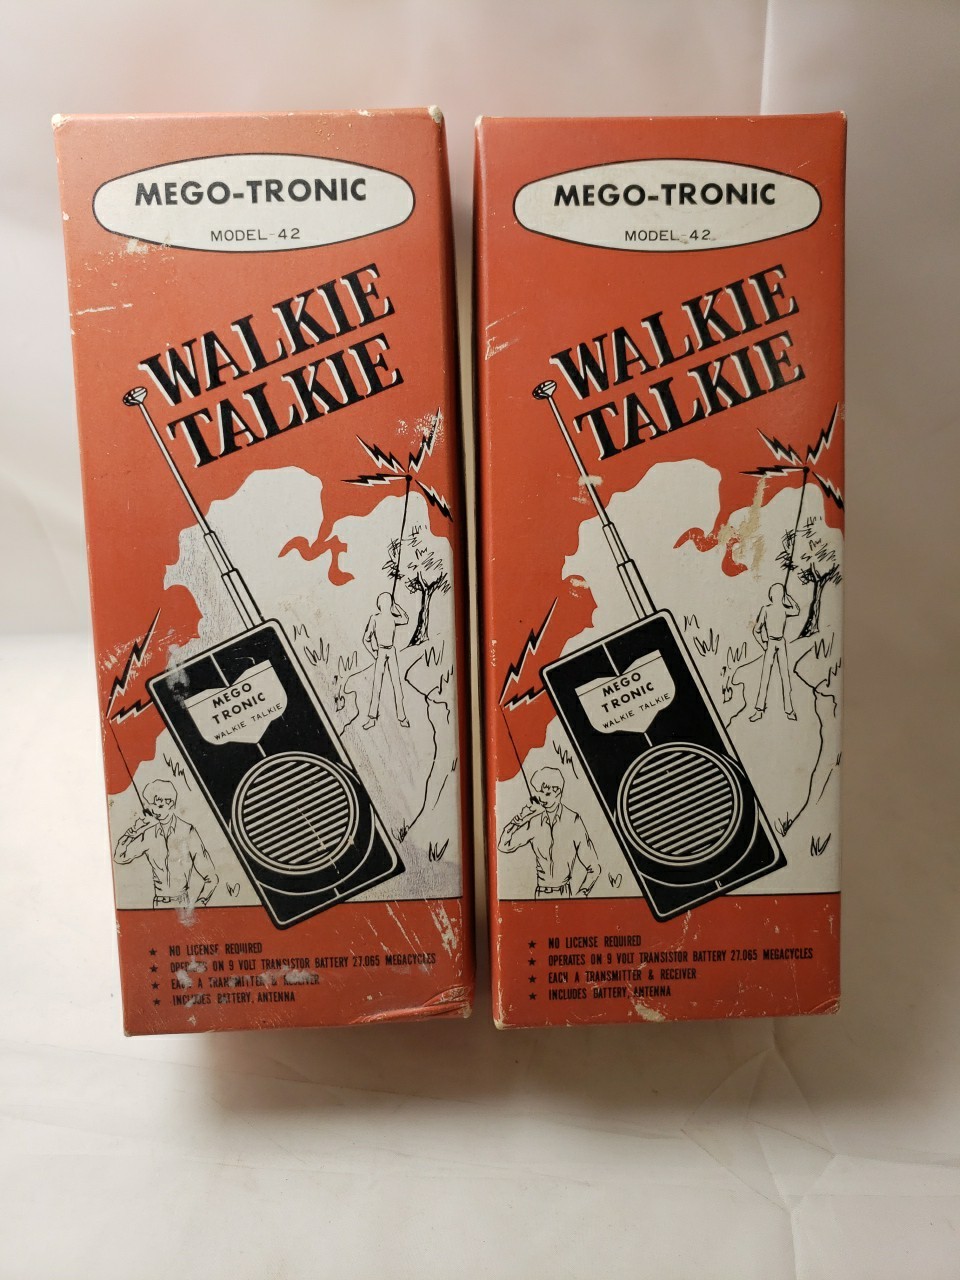 MEGO-TRONIC
MODEL-42
WALKIE
TALKIE
MEGO
TRONIC
WALKIE TALKIE
★ NO LICENSE REQUIRED
★ OPERATES ON 9 VOLT TRANSISTOR BATTERY 27.065 MEGACYCLES
★ EACH A TRANSMITTER & RECEIVER
★ INCLUDES BATTERY, ANTENNA
MEGO-TRONIC
MODEL-42
WALKIE
TALKIE
MEGO
TRONIC
WALKIE TALKIE
★ NO LICENSE REQUIRED
★ OPERATES ON 9 VOLT TRANSISTOR BATTERY 27.065 MEGACYCLES
★ EACH A TRANSMITTER & RECEIVER
★ INCLUDES BATTERY, ANTENNA